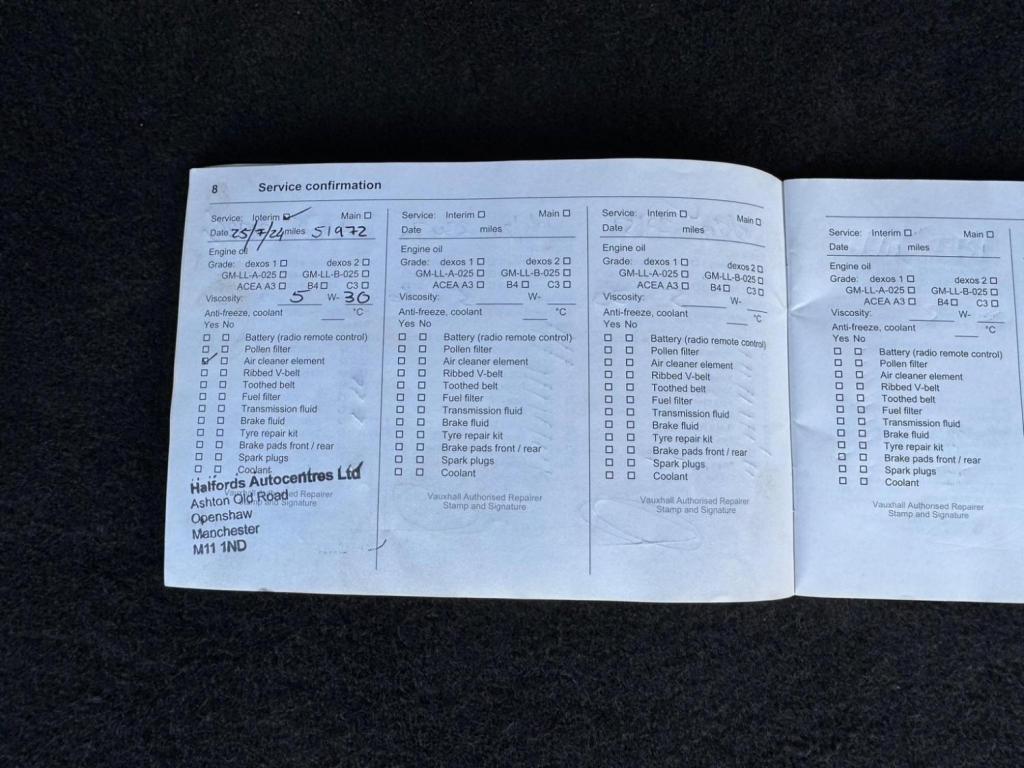 8 Service confirmation
Service: Interim ☑ Main ☐
Date 25/7/24 miles 51972
Engine oil
Grade: dexos 1 ☐ dexos 2 ☐
GM-LL-A-025 ☐ GM-LL-B-025 ☐
ACEA A3 ☐ B4 ☐ C3 ☐
Viscosity: 5 W- 30
Anti-freeze, coolant °C
Yes No
☐ ☐ Battery (radio remote control)
☐ ☐ Pollen filter
☑ ☐ Air cleaner element
☐ ☐ Ribbed V-belt
☐ ☐ Toothed belt
☐ ☐ Fuel filter
☐ ☐ Transmission fluid
☐ ☐ Brake fluid
☐ ☐ Tyre repair kit
☐ ☐ Brake pads front / rear
☐ ☐ Spark plugs
☐ ☐ Coolant
Halfords Autocentres Ltd
Ashton Old Road
Openshaw
Manchester
M11 1ND
Service: Interim ☐ Main ☐
Date miles
Engine oil
Grade: dexos 1 ☐ dexos 2 ☐
GM-LL-A-025 ☐ GM-LL-B-025 ☐
ACEA A3 ☐ B4 ☐ C3 ☐
Viscosity: W-
Anti-freeze, coolant °C
Yes No
☐ ☐ Battery (radio remote control)
☐ ☐ Pollen filter
☐ ☐ Air cleaner element
☐ ☐ Ribbed V-belt
☐ ☐ Toothed belt
☐ ☐ Fuel filter
☐ ☐ Transmission fluid
☐ ☐ Brake fluid
☐ ☐ Tyre repair kit
☐ ☐ Brake pads front / rear
☐ ☐ Spark plugs
☐ ☐ Coolant
Vauxhall Authorised Repairer
Stamp and Signature
Service: Interim ☐ Main ☐
Date miles
Engine oil
Grade: dexos 1 ☐ dexos 2 ☐
GM-LL-A-025 ☐ GM-LL-B-025 ☐
ACEA A3 ☐ B4 ☐ C3 ☐
Viscosity: W-
Anti-freeze, coolant °C
Yes No
☐ ☐ Battery (radio remote control)
☐ ☐ Pollen filter
☐ ☐ Air cleaner element
☐ ☐ Ribbed V-belt
☐ ☐ Toothed belt
☐ ☐ Fuel filter
☐ ☐ Transmission fluid
☐ ☐ Brake fluid
☐ ☐ Tyre repair kit
☐ ☐ Brake pads front / rear
☐ ☐ Spark plugs
☐ ☐ Coolant
Vauxhall Authorised Repairer
Stamp and Signature
Service: Interim ☐ Main ☐
Date miles
Engine oil
Grade: dexos 1 ☐ dexos 2 ☐
GM-LL-A-025 ☐ GM-LL-B-025 ☐
ACEA A3 ☐ B4 ☐ C3 ☐
Viscosity: W-
Anti-freeze, coolant °C
Yes No
☐ ☐ Battery (radio remote control)
☐ ☐ Pollen filter
☐ ☐ Air cleaner element
☐ ☐ Ribbed V-belt
☐ ☐ Toothed belt
☐ ☐ Fuel filter
☐ ☐ Transmission fluid
☐ ☐ Brake fluid
☐ ☐ Tyre repair kit
☐ ☐ Brake pads front / rear
☐ ☐ Spark plugs
☐ ☐ Coolant
Vauxhall Authorised Repairer
Stamp and Signature